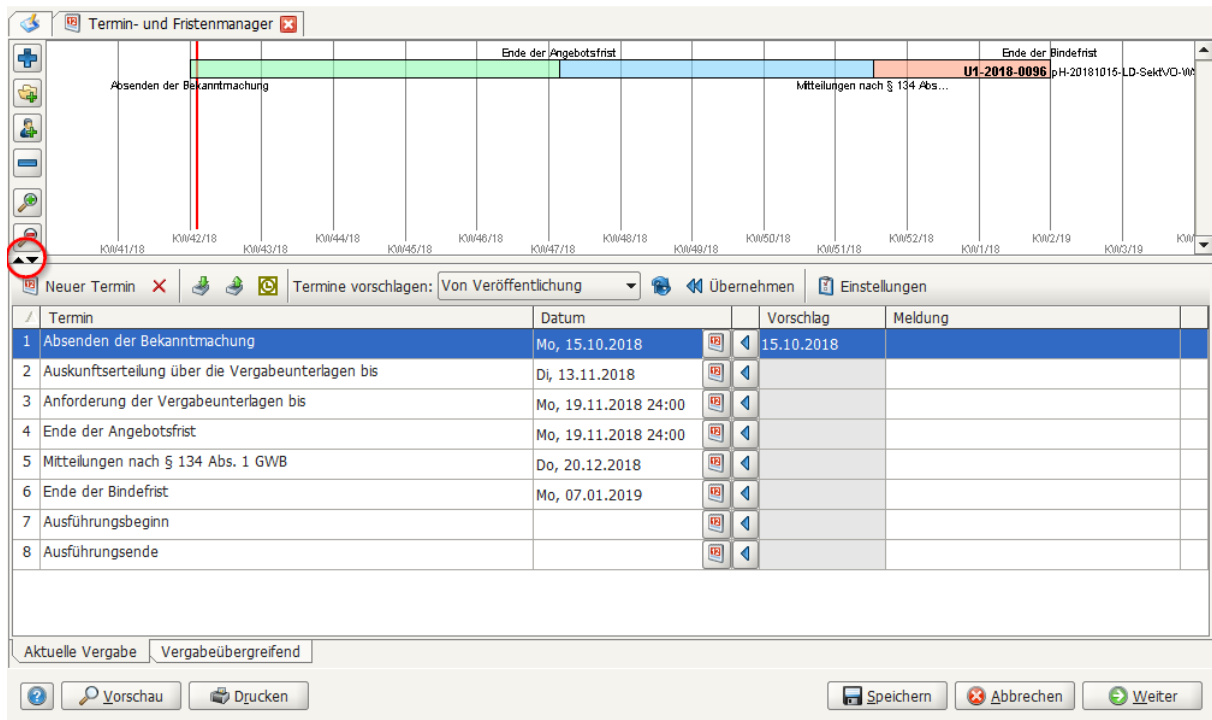 Termin- und Fristenmanager
Ende der Angebotsfrist Ende der Bindefrist
U1-2018-0096 pH-20181015-LD-SektVO-
Absenden der Bekanntmachung Mitteilungen nach § 134 Abs...
KW41/18 KW42/18 KW43/18 KW44/18 KW45/18 KW46/18 KW47/18 KW48/18 KW49/18 KW50/18 KW51/18 KW52/18 KW1/18 KW2/19 KW3/19 KW
Neuer Termin Termine vorschlagen: Von Veröffentlichung Übernehmen Einstellungen
/ Termin Datum Vorschlag Meldung
1 Absenden der Bekanntmachung Mo, 15.10.2018 15.10.2018
2 Auskunftserteilung über die Vergabeunterlagen bis Di, 13.11.2018
3 Anforderung der Vergabeunterlagen bis Mo, 19.11.2018 24:00
4 Ende der Angebotsfrist Mo, 19.11.2018 24:00
5 Mitteilungen nach § 134 Abs. 1 GWB Do, 20.12.2018
6 Ende der Bindefrist Mo, 07.01.2019
7 Ausführungsbeginn
8 Ausführungsende
Aktuelle Vergabe Vergabeübergreifend
Vorschau Drucken Speichern Abbrechen Weiter